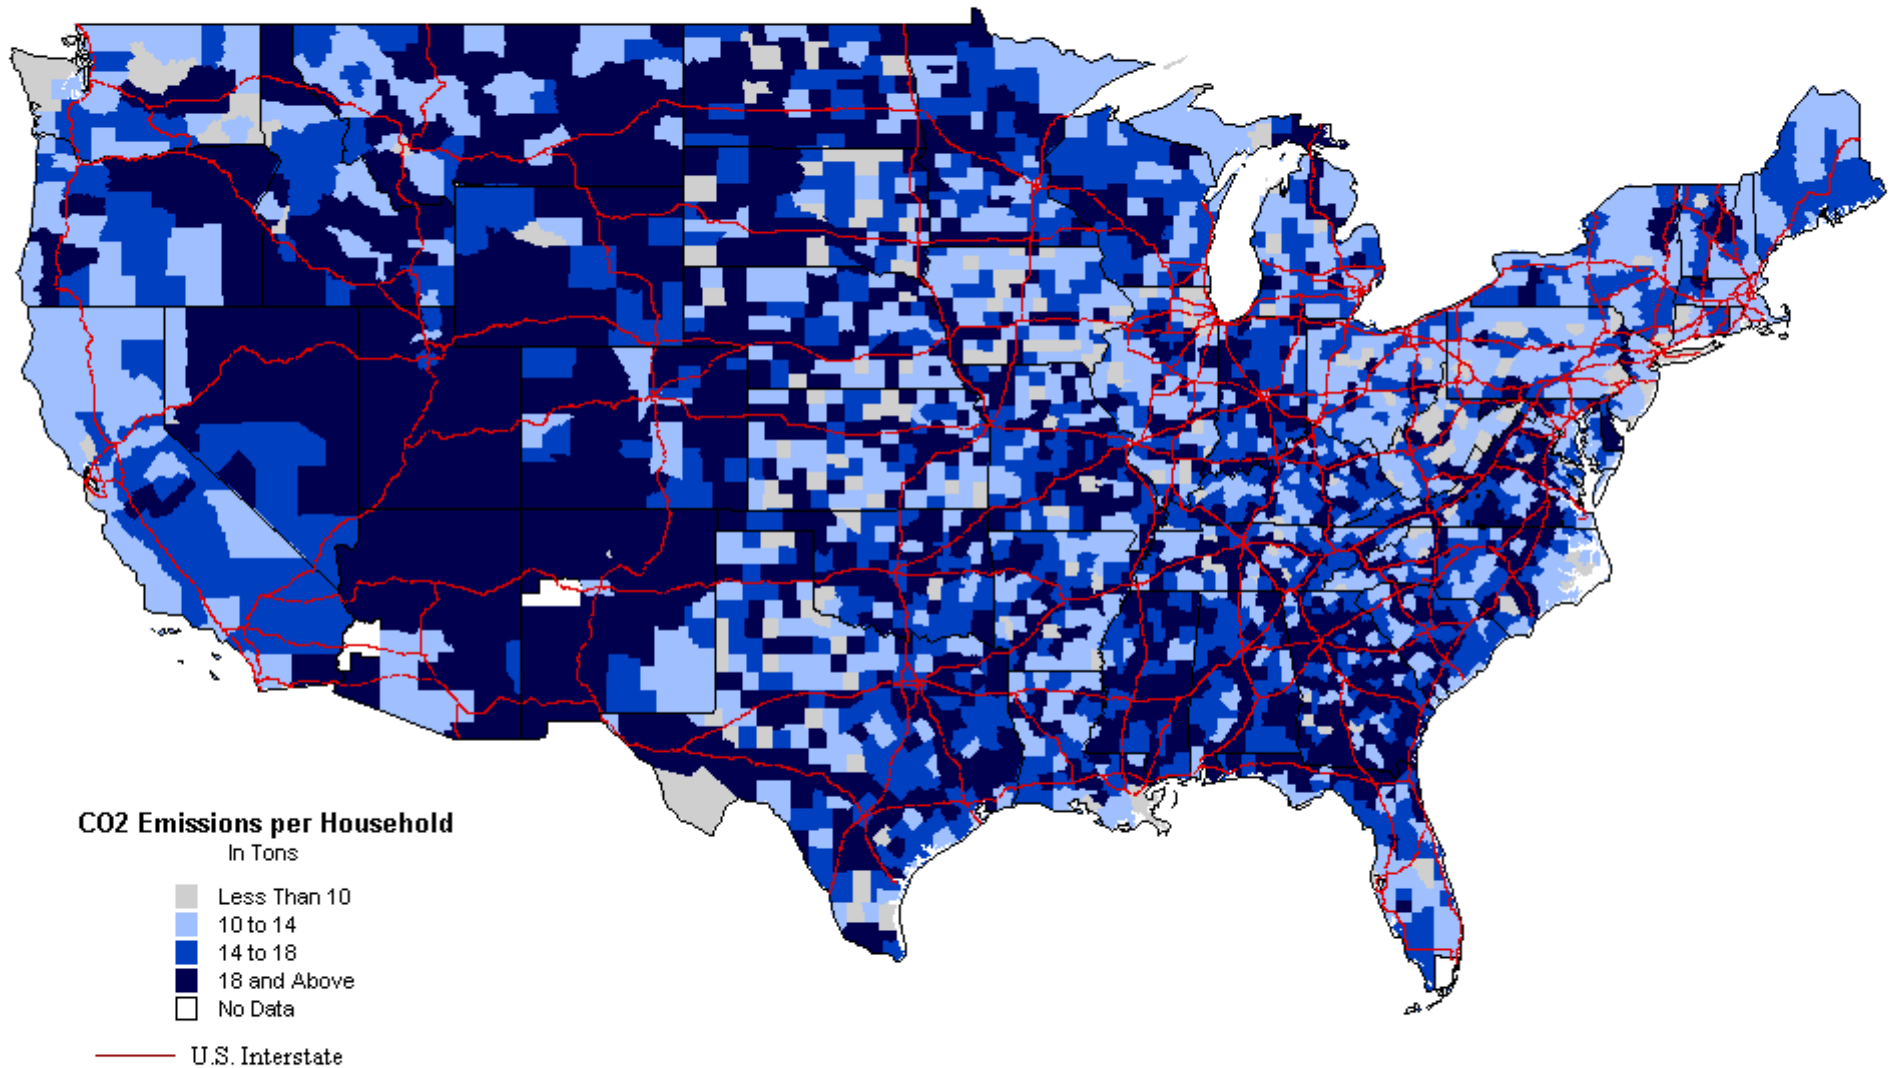 CO2 Emissions per Household
In Tons
Less Than 10
10 to 14
14 to 18
18 and Above
No Data
U.S. Interstate